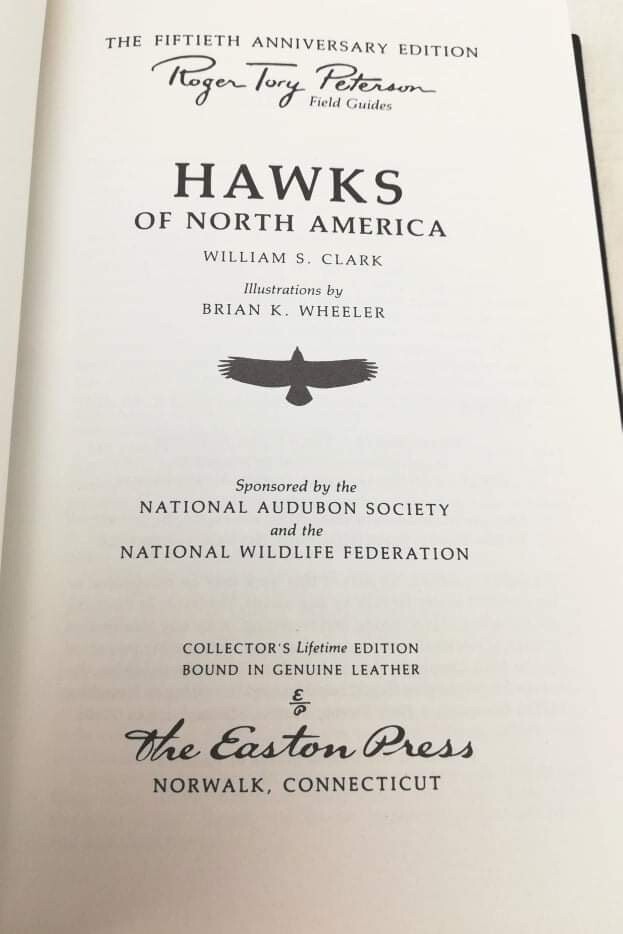 THE FIFTIETH ANNIVERSARY EDITION
Roger Tory Peterson
Field Guides
HAWKS
OF NORTH AMERICA
WILLIAM S. CLARK
Illustrations by
BRIAN K. WHEELER
Sponsored by the
NATIONAL AUDUBON SOCIETY
and the
NATIONAL WILDLIFE FEDERATION
COLLECTOR'S Lifetime EDITION
BOUND IN GENUINE LEATHER
E
P
The Easton Press
NORWALK, CONNECTICUT